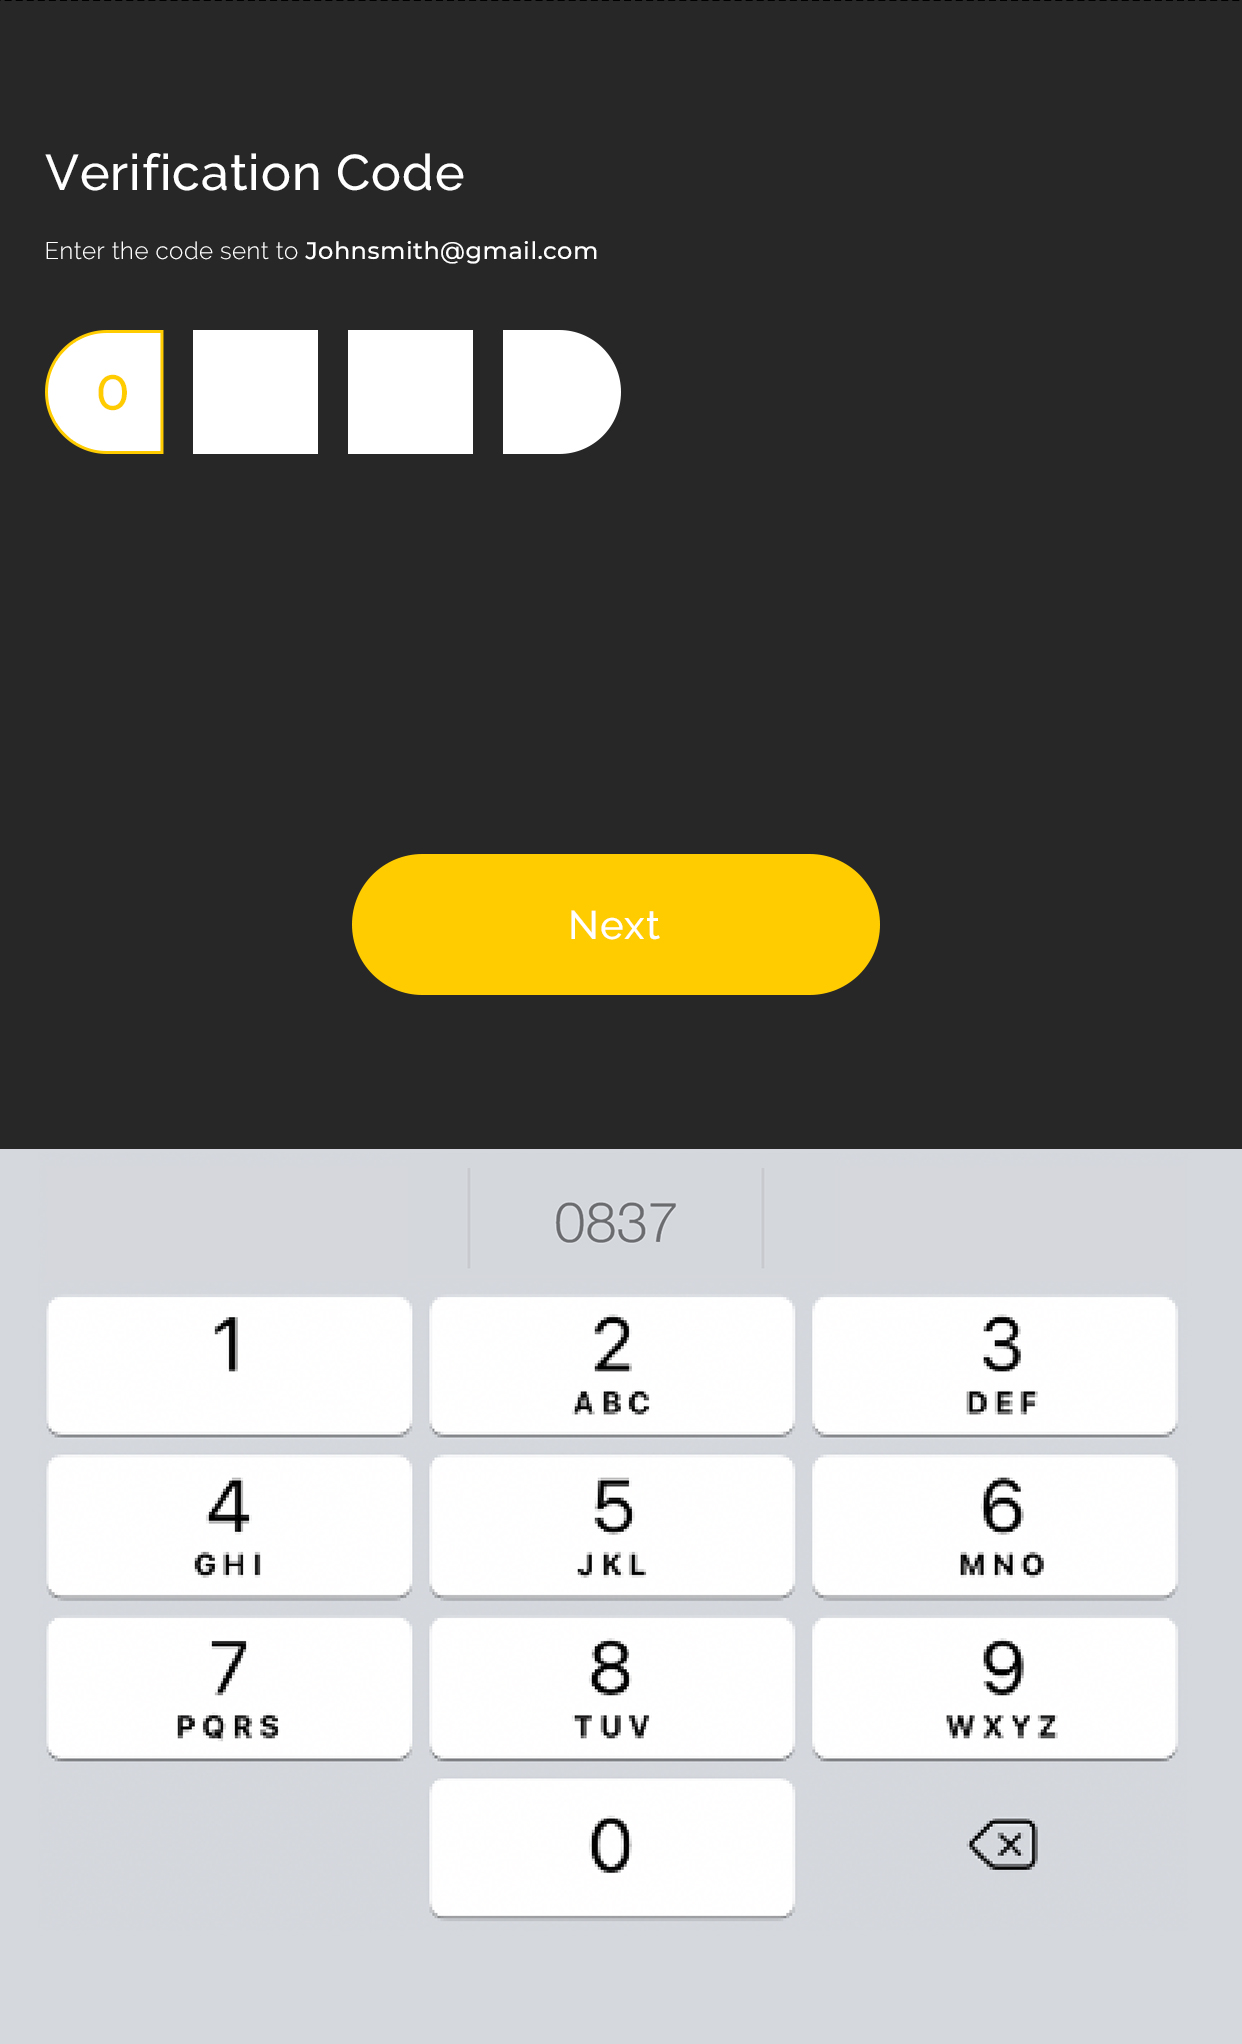 Verification Code
Enter the code sent to Johnsmith@gmail.com
0
Next
0837
1 2 3
ABC DEF
4 5 6
GHI JKL MNO
7 8 9
PQRS TUV WXYZ
0